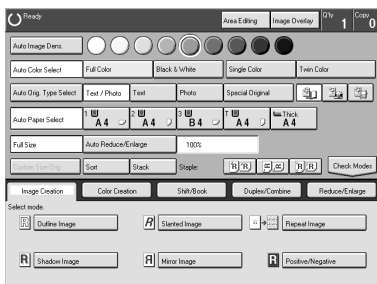 Ready Area Editing Image Overlay Q'ty 1 Copy 0
Auto Image Dens.
Auto Color Select Full Color Black & White Single Color Twin Color
Auto Orig. Type Select Text / Photo Text Photo Special Original
Auto Paper Select 1 A4 2 A4 3 B4 T A4 Thick A4
Full Size Auto Reduce/Enlarge 100%
Custom Size Orig. Sort Stack Staple: Check Modes
Image Creation Color Creation Shift/Book Duplex/Combine Reduce/Enlarge
Select mode.
R Outline Image R Slanted Image Repeat Image
R Shadow Image Я Mirror Image R Positive/Negative